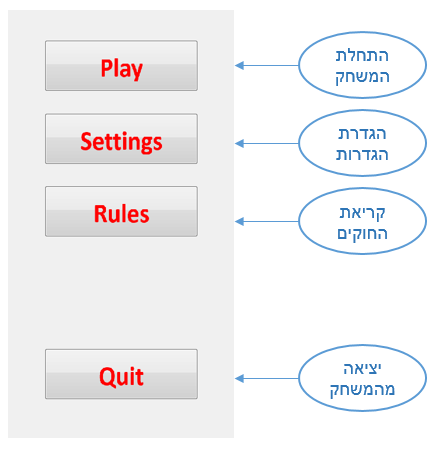 Play
התחלת
המשחק
Settings
הגדרת
הגדרות
Rules
קריאת
החוקים
Quit
יציאה
מהמשחק